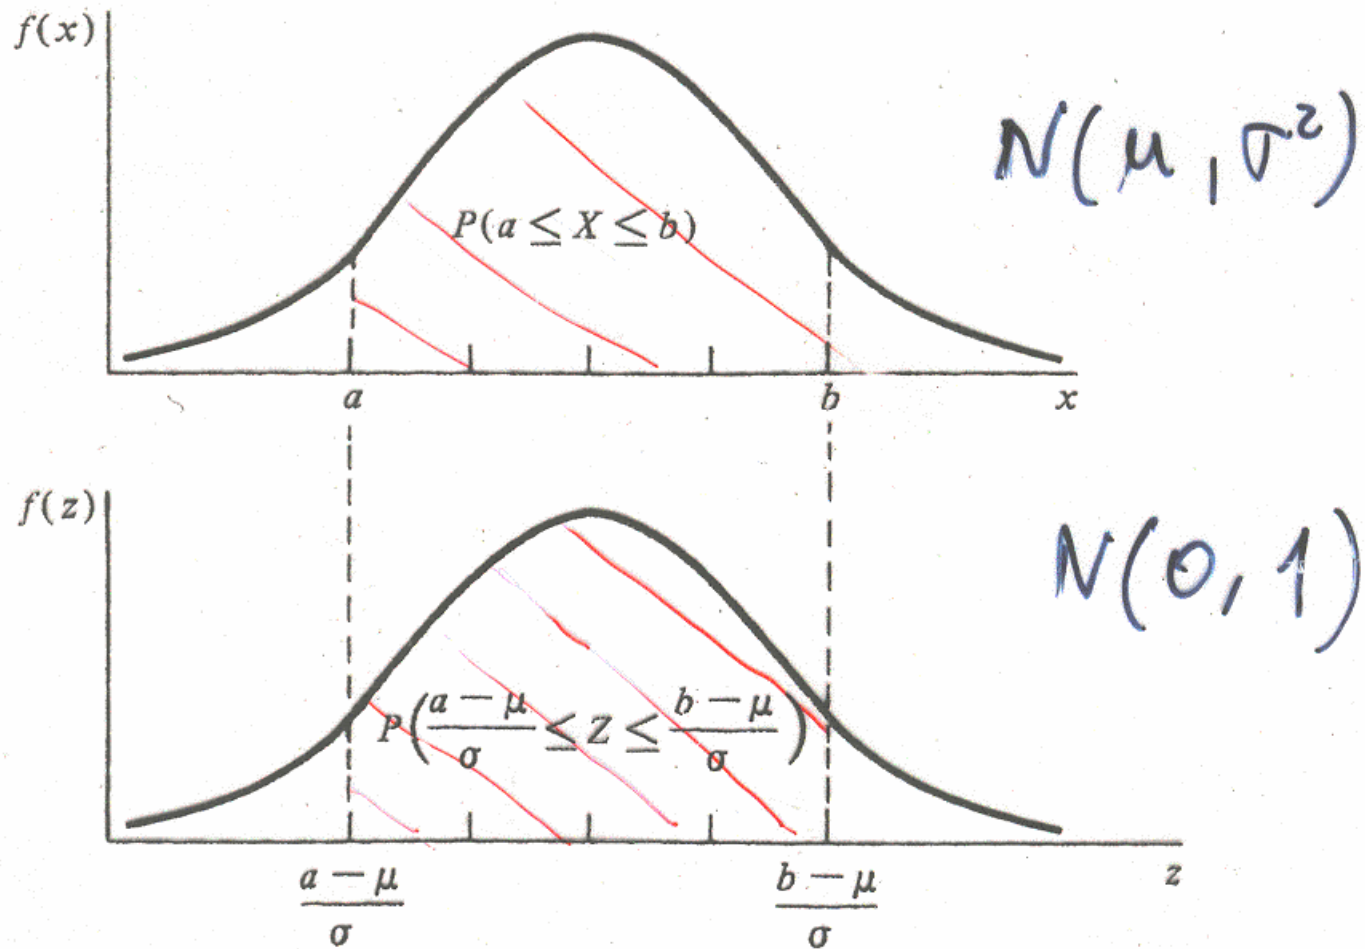 f(x)
N(μ, σ²)
P(a ≤ X ≤ b)
a b x
f(z)
N(0, 1)
P((a − μ)/σ ≤ Z ≤ (b − μ)/σ)
(a − μ)/σ (b − μ)/σ z